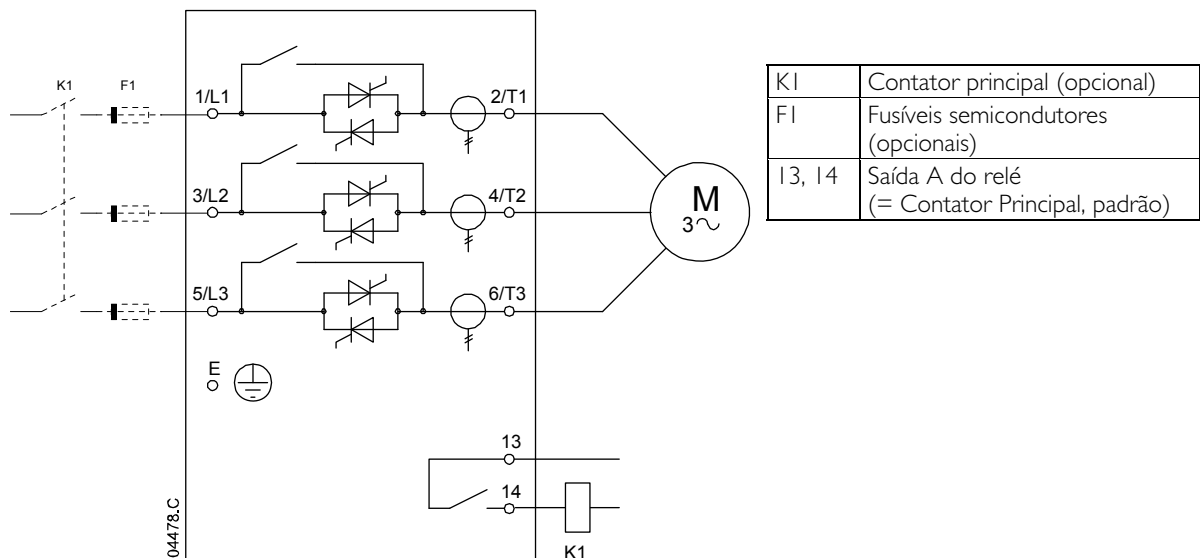 K1
F1
1/L1
2/T1
3/L2
4/T2
M
3
5/L3
6/T3
E
13
14
K1
04478.C
K1 Contator principal (opcional)
F1 Fusíveis semicondutores
(opcionais)
13, 14 Saída A do relé
(= Contator Principal, padrão)